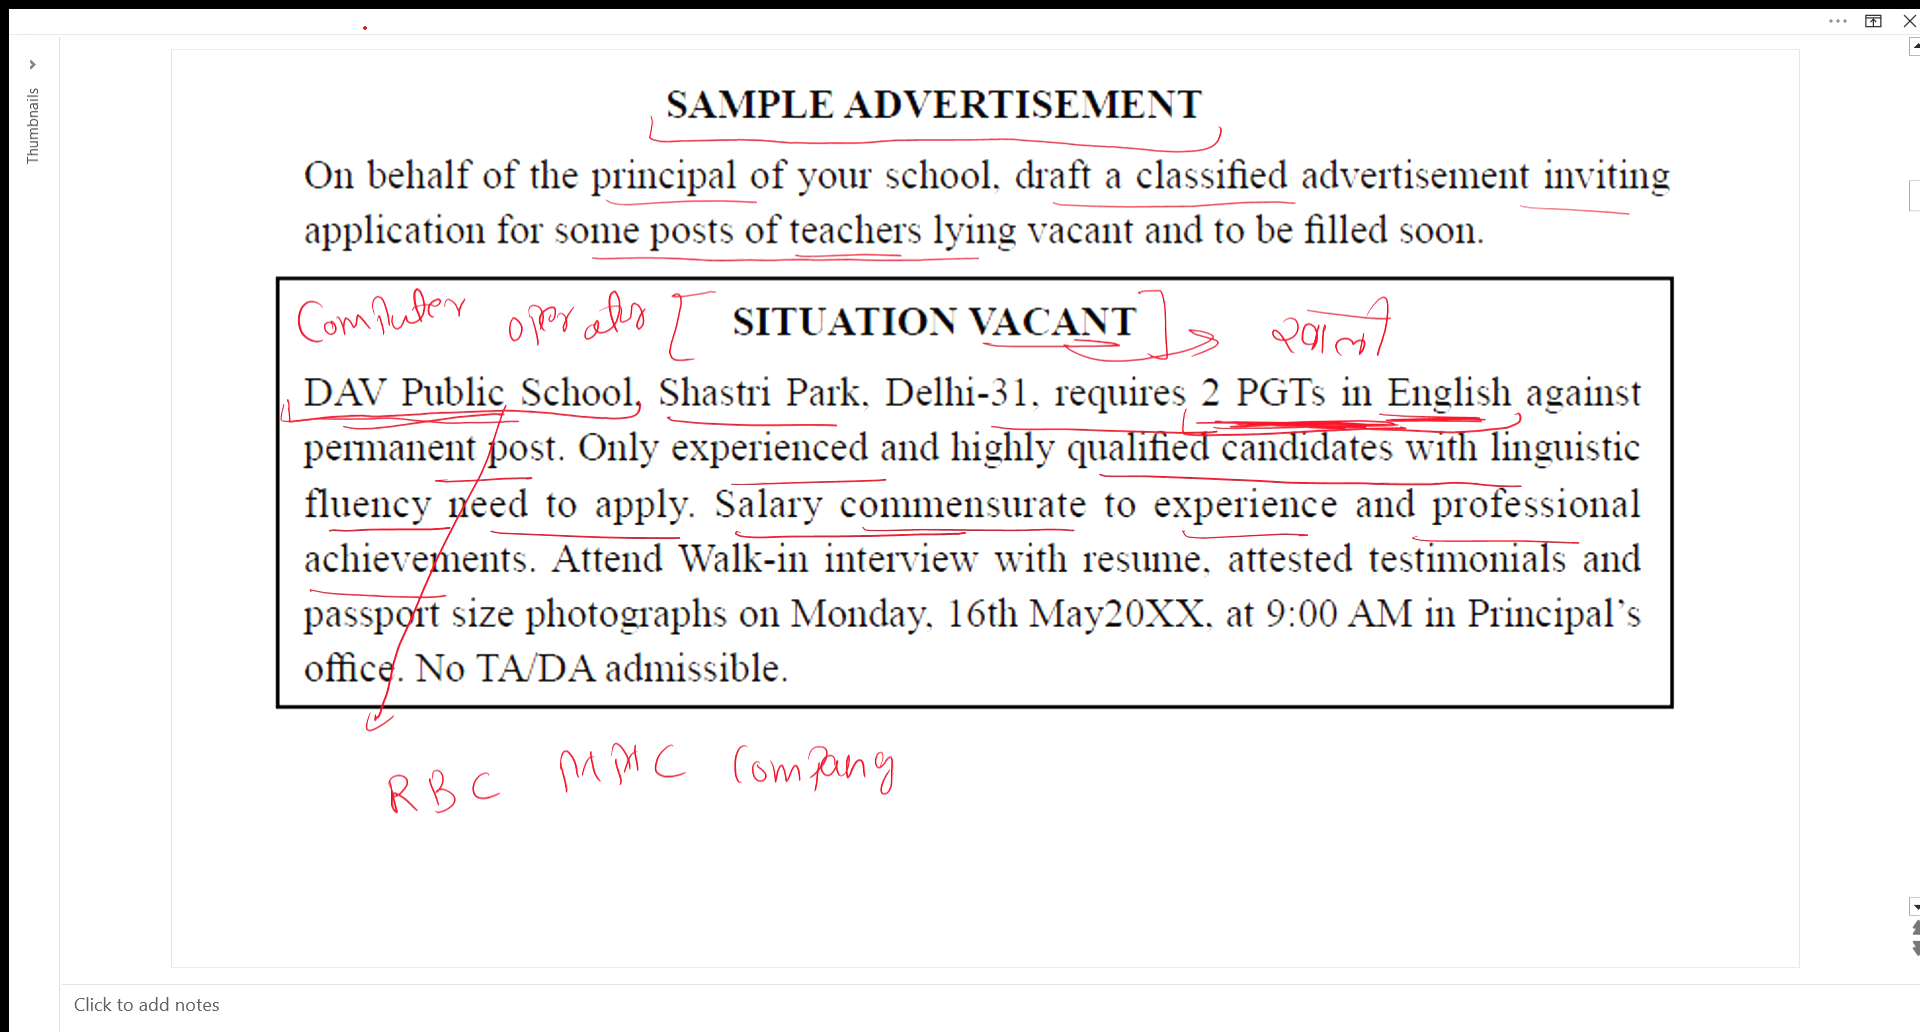 Thumbnails
SAMPLE ADVERTISEMENT
On behalf of the principal of your school, draft a classified advertisement inviting
application for some posts of teachers lying vacant and to be filled soon.
Computer operator [ SITUATION VACANT ] खाली
DAV Public School, Shastri Park, Delhi-31, requires 2 PGTs in English against
permanent post. Only experienced and highly qualified candidates with linguistic
fluency need to apply. Salary commensurate to experience and professional
achievements. Attend Walk-in interview with resume, attested testimonials and
passport size photographs on Monday, 16th May20XX, at 9:00 AM in Principal's
office. No TA/DA admissible.
RBC Company
Click to add notes